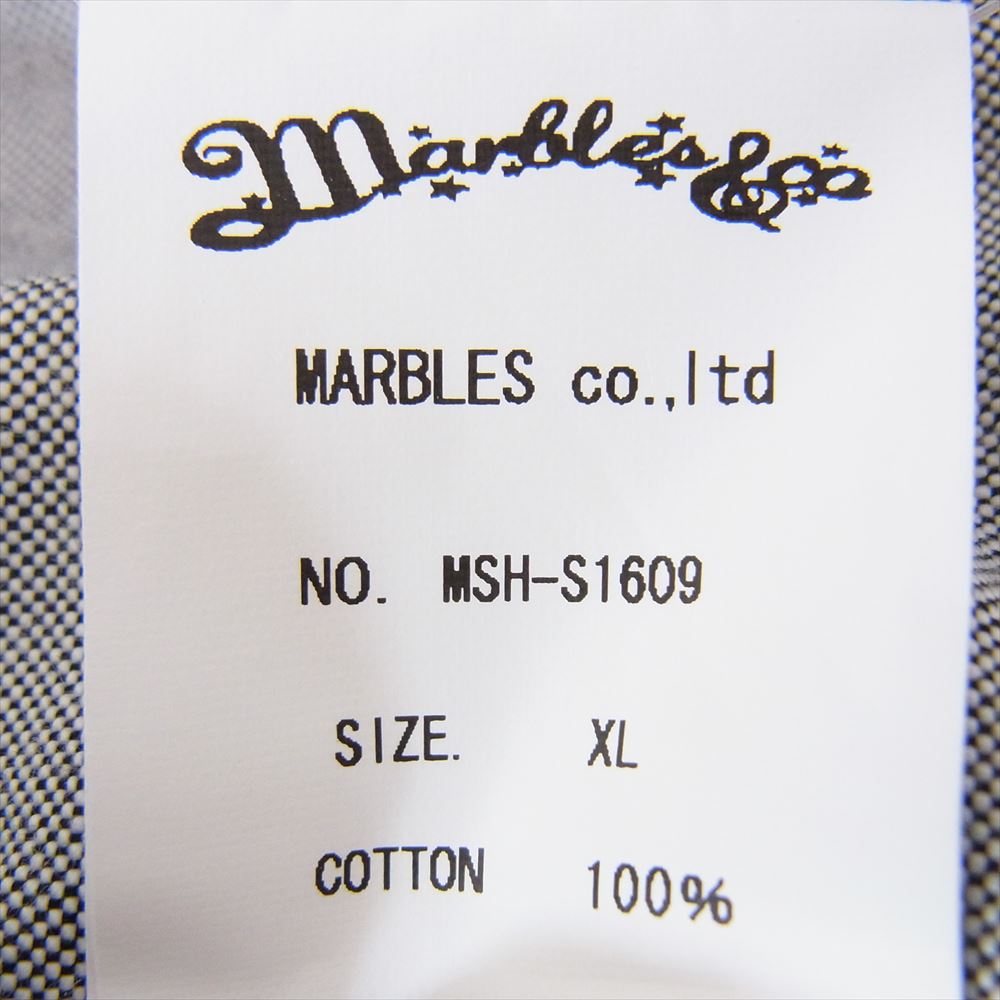 Marbles & co
MARBLES co.,ltd
NO. MSH-S1609
SIZE. XL
COTTON 100%